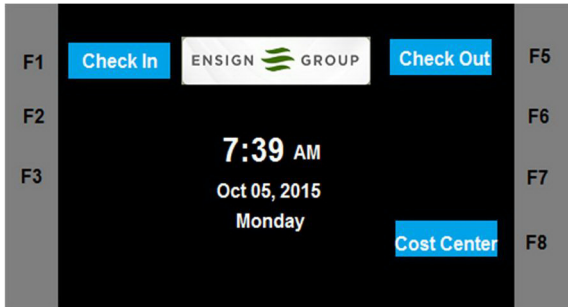 F1 Check In ENSIGN GROUP Check Out F5
F2 F6
7:39 AM
F3 F7
Oct 05, 2015
Monday
Cost Center F8